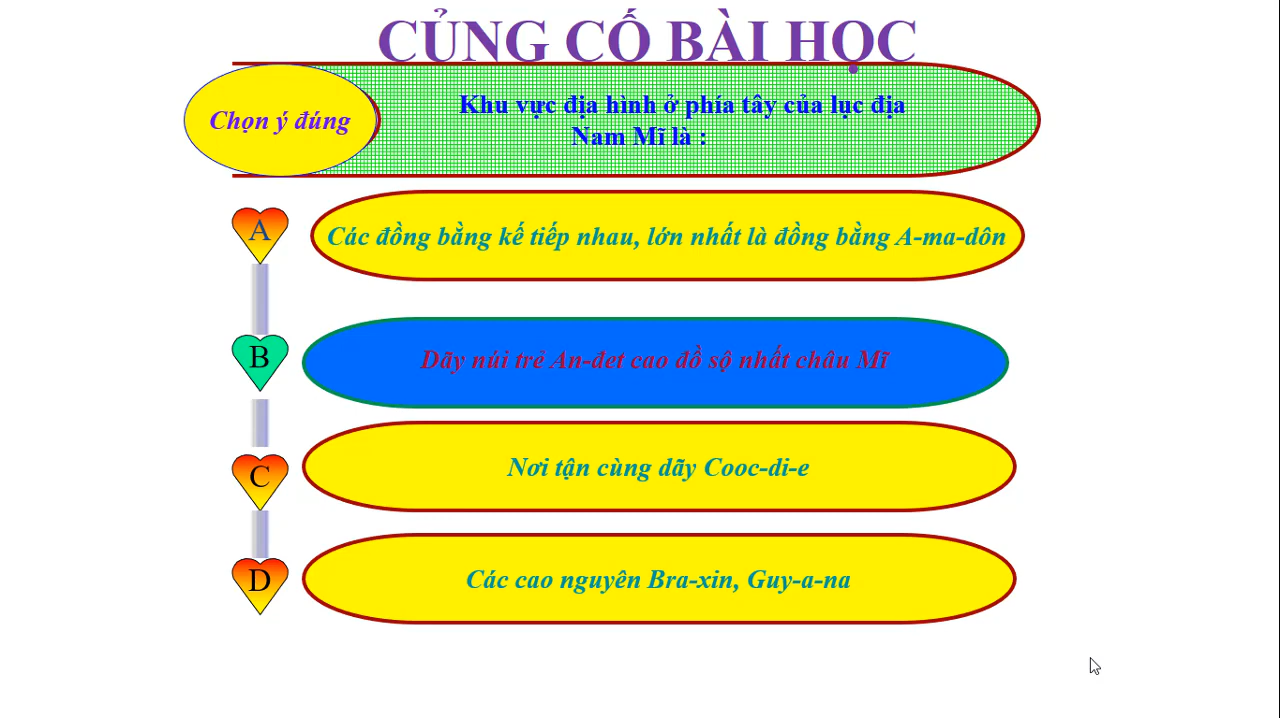 CỦNG CỐ BÀI HỌC
Chọn ý đúng
Khu vực địa hình ở phía tây của lục địa
Nam Mĩ là :
A
Các đồng bằng kế tiếp nhau, lớn nhất là đồng bằng A-ma-dôn
B
Dãy núi trẻ An-đet cao đồ sộ nhất châu Mĩ
C
Nơi tận cùng dãy Cooc-di-e
D
Các cao nguyên Bra-xin, Guy-a-na